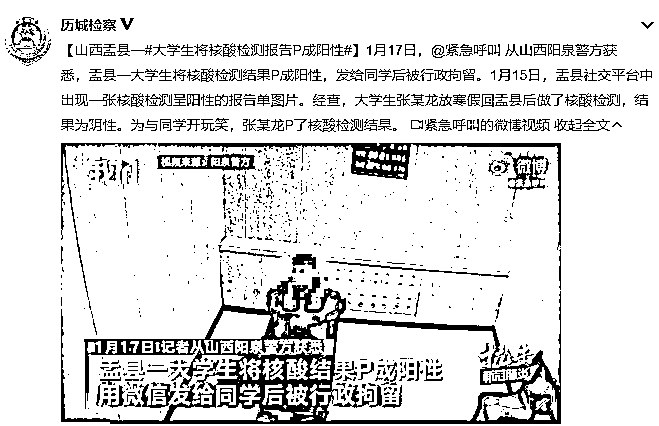 历城检察
【山西盂县一#大学生将核酸检测报告P成阳性#】1月17日，@紧急呼叫 从山西阳泉警方获
悉，盂县一大学生将核酸检测结果P成阳性，发给同学后被行政拘留。1月15日，盂县社交平台中
出现一张核酸检测呈阳性的报告单图片。经查，大学生张某龙放寒假回盂县后做了核酸检测，结
果为阴性。为与同学开玩笑，张某龙P了核酸检测结果。 紧急呼叫的微博视频 收起全文
视频来源：阳泉警方
微博
1月17日 记者从山西阳泉警方获悉
盂县一大学生将核酸结果P成阳性
用微信发给同学后被行政拘留